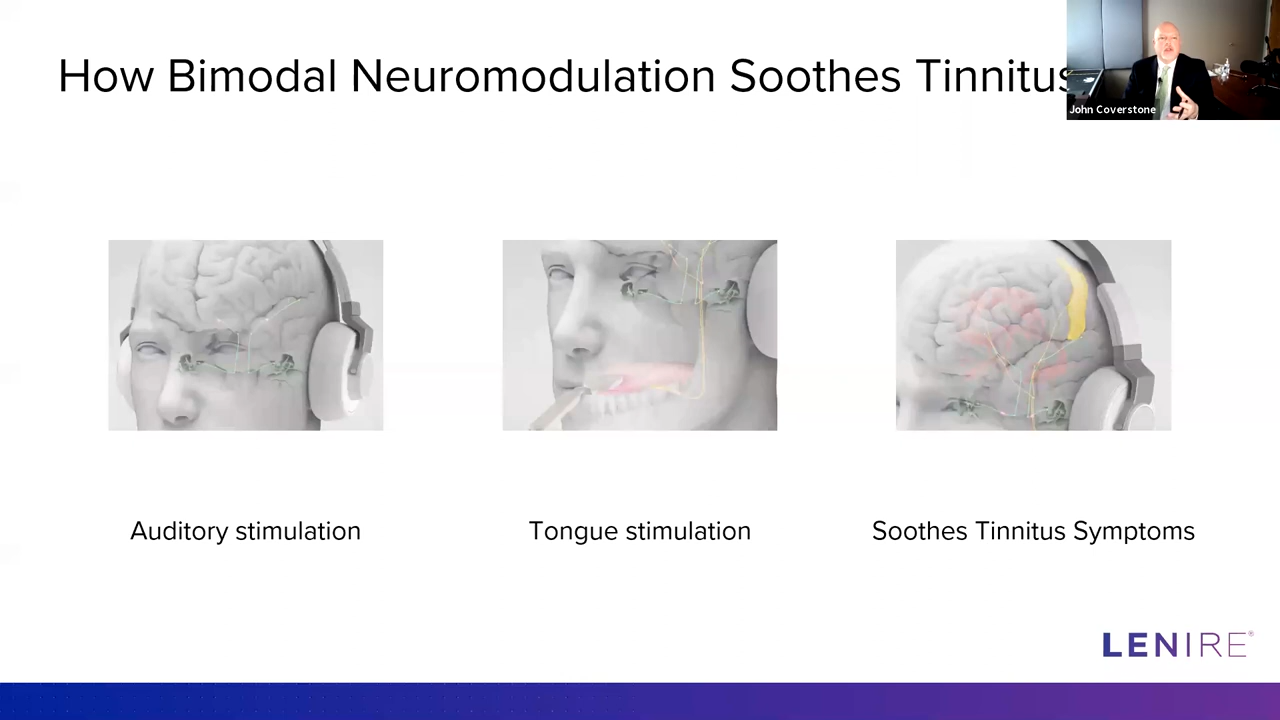 How Bimodal Neuromodulation Soothes Tinnitus
John Coverstone
Auditory stimulation
Tongue stimulation
Soothes Tinnitus Symptoms
LENIRE®